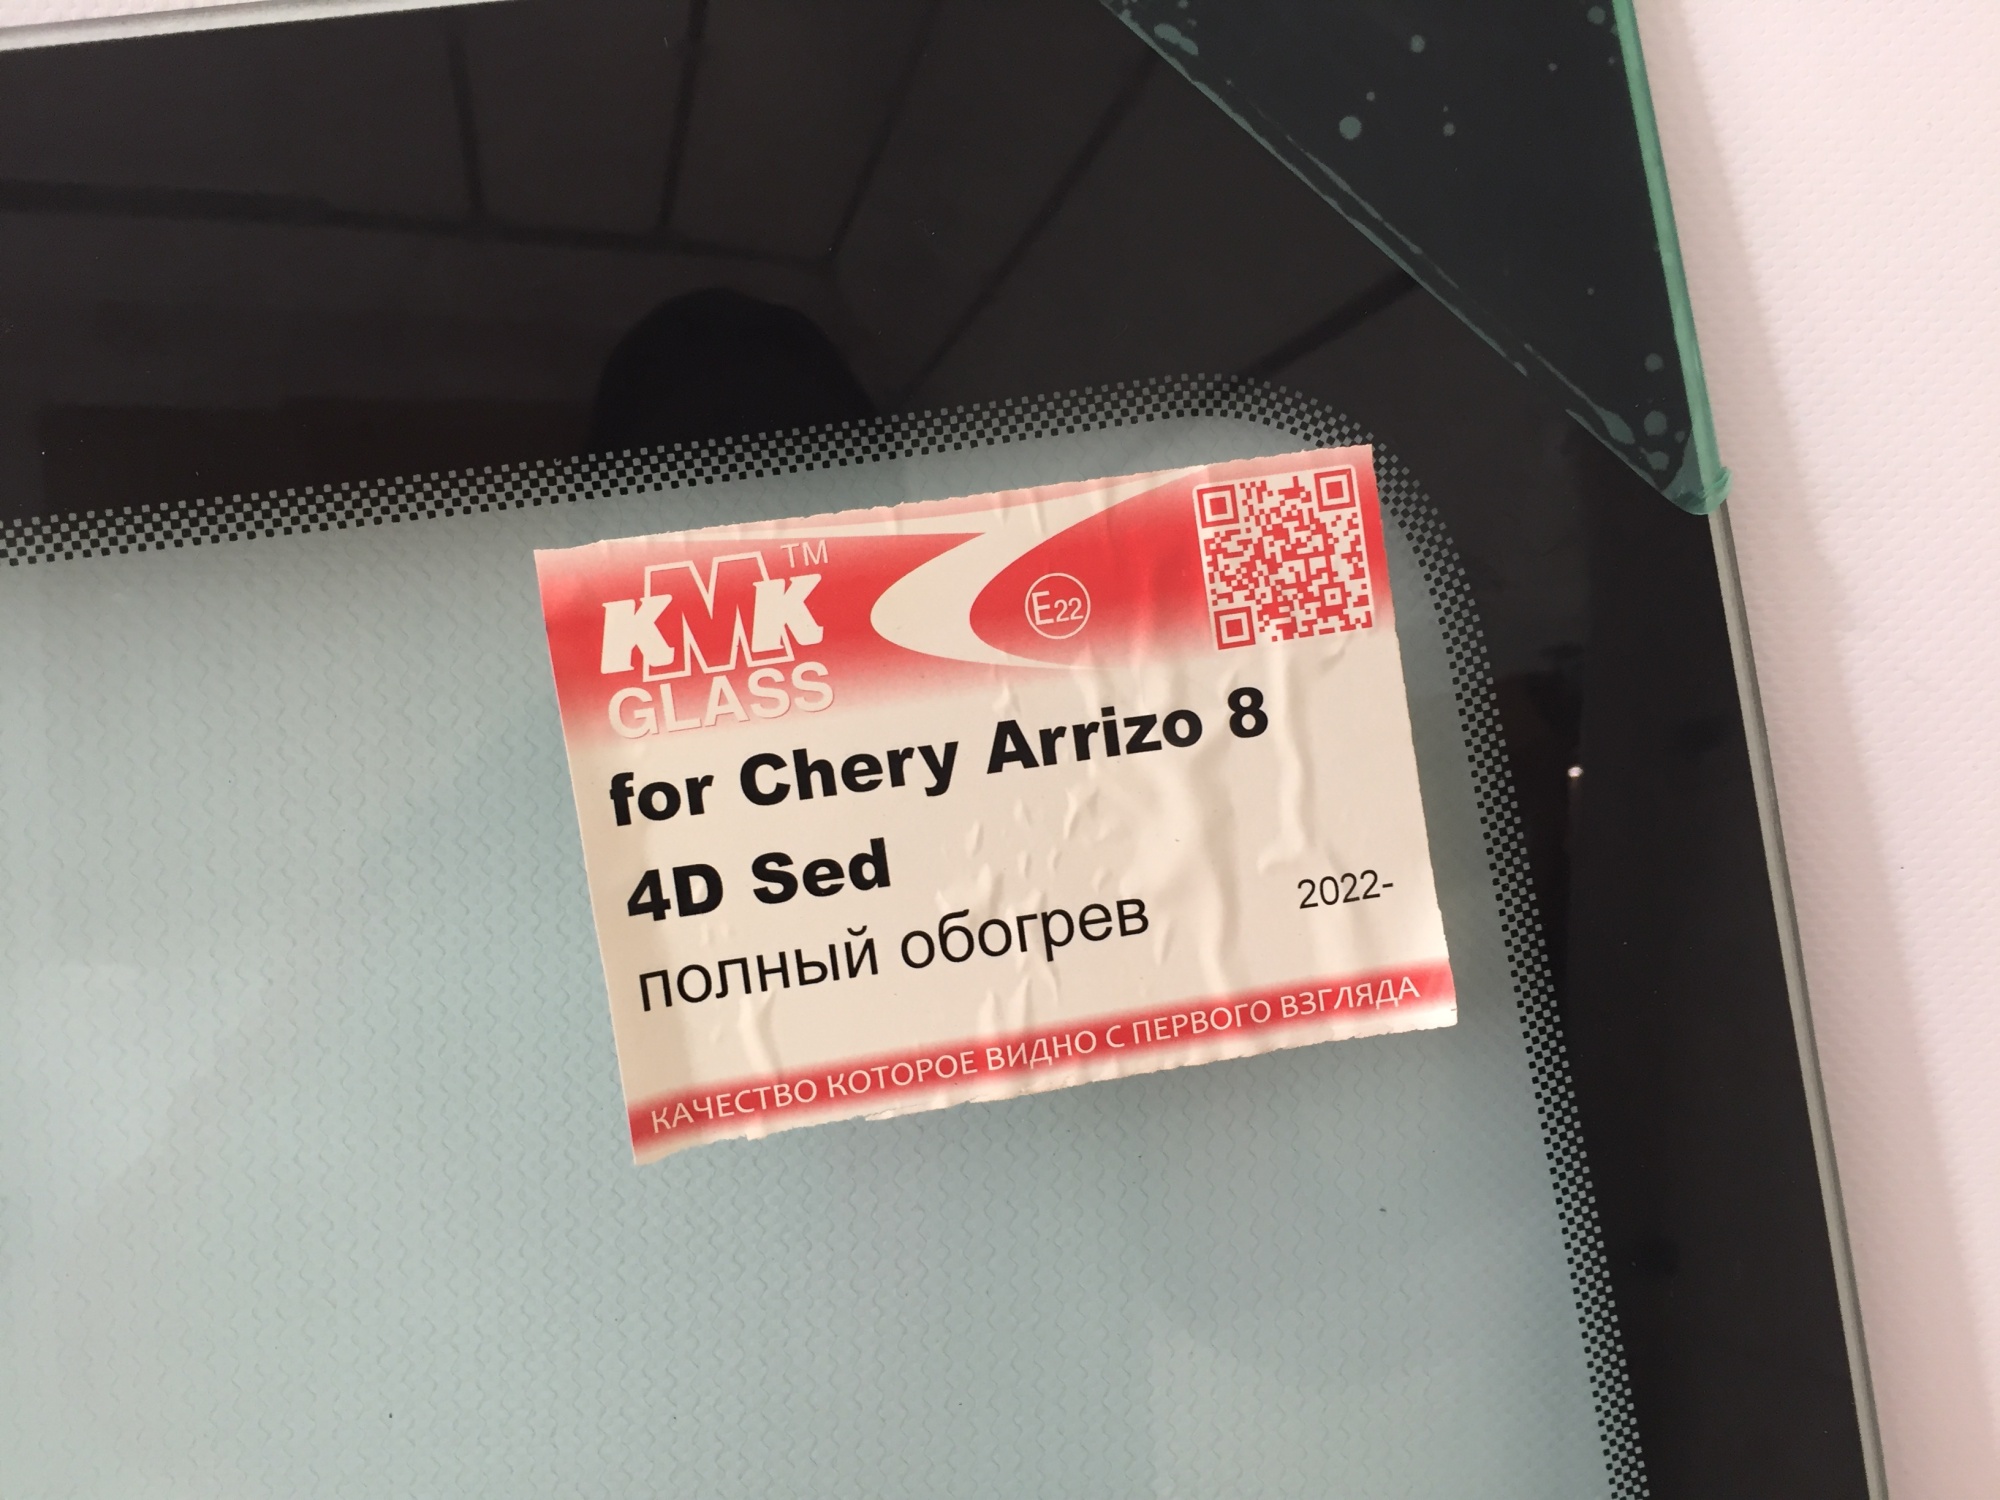 KMK™
GLASS
E22
for Chery Arrizo 8
4D Sed
2022-
полный обогрев
КАЧЕСТВО КОТОРОЕ ВИДНО С ПЕРВОГО ВЗГЛЯДА